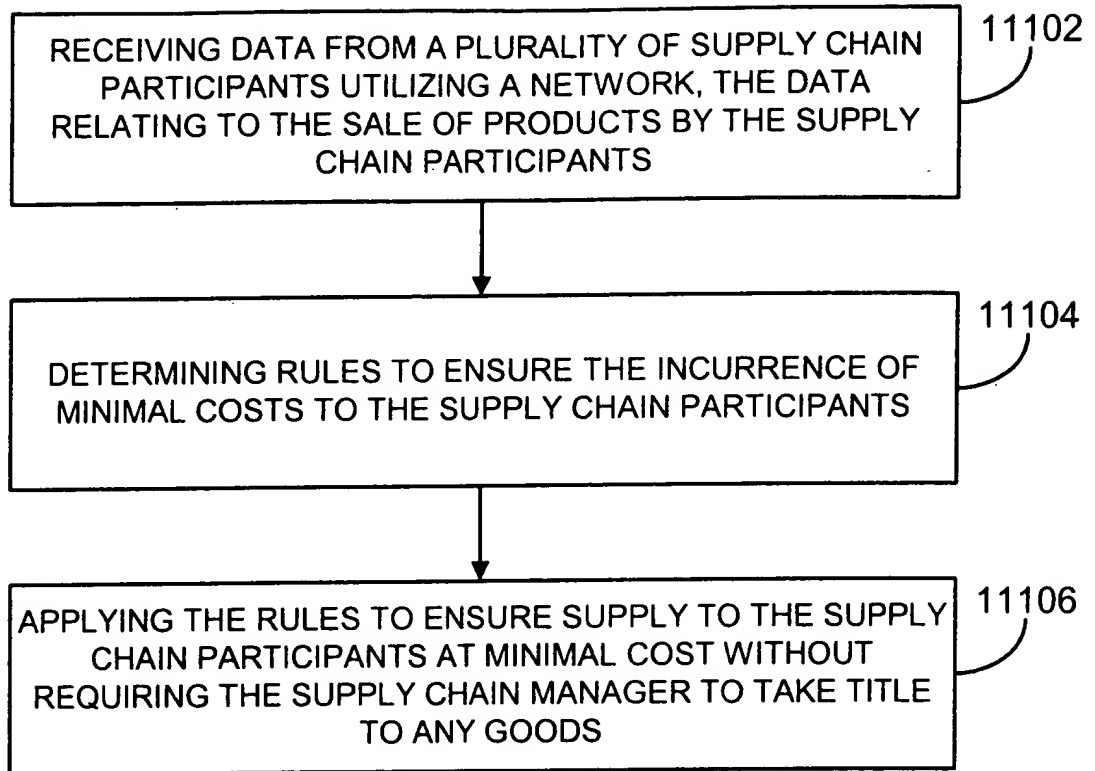 RECEIVING DATA FROM A PLURALITY OF SUPPLY CHAIN
PARTICIPANTS UTILIZING A NETWORK, THE DATA
RELATING TO THE SALE OF PRODUCTS BY THE SUPPLY
CHAIN PARTICIPANTS
11102
DETERMINING RULES TO ENSURE THE INCURRENCE OF
MINIMAL COSTS TO THE SUPPLY CHAIN PARTICIPANTS
11104
APPLYING THE RULES TO ENSURE SUPPLY TO THE SUPPLY
CHAIN PARTICIPANTS AT MINIMAL COST WITHOUT
REQUIRING THE SUPPLY CHAIN MANAGER TO TAKE TITLE
TO ANY GOODS
11106